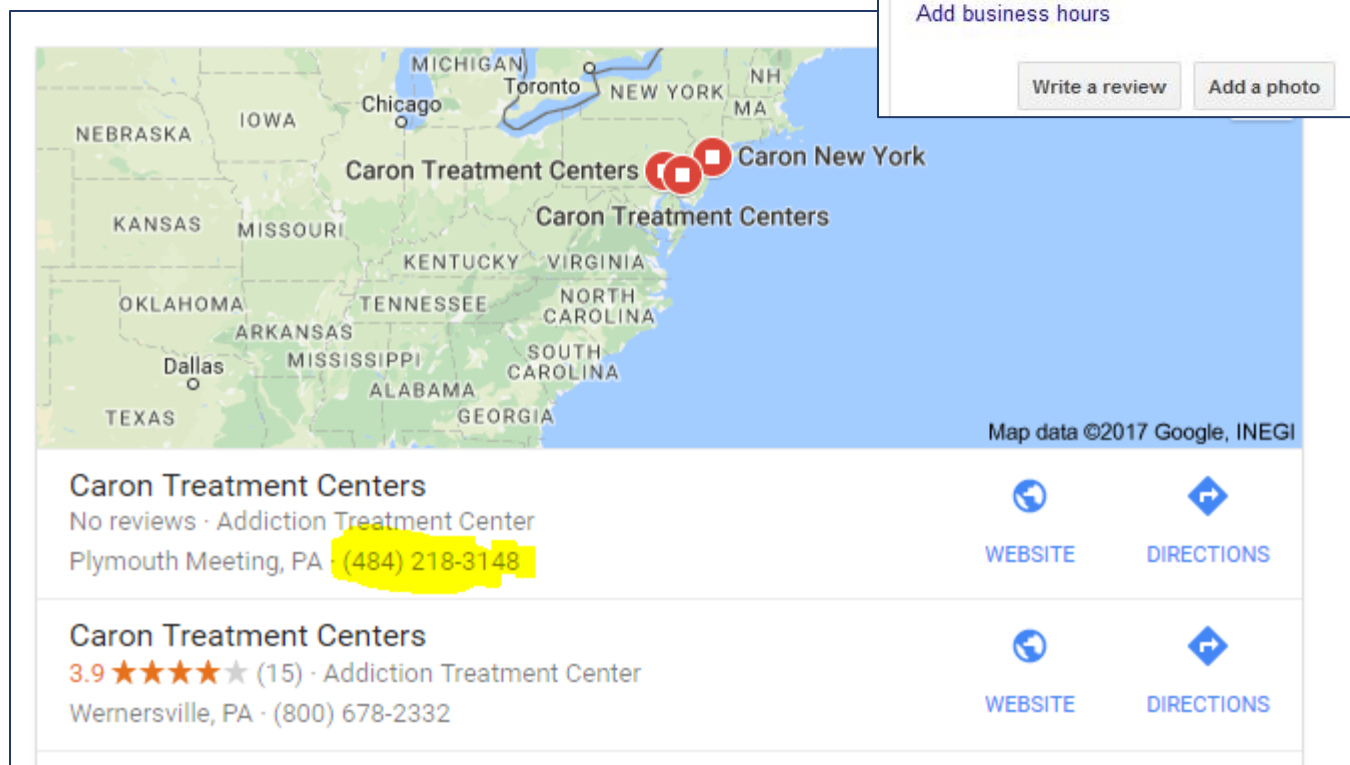 Add business hours
Write a review
Add a photo
MICHIGAN
Toronto
NEW YORK
NH
MA
Chicago
IOWA
NEBRASKA
Caron Treatment Centers
Caron New York
Caron Treatment Centers
KANSAS
MISSOURI
KENTUCKY
VIRGINIA
OKLAHOMA
TENNESSEE
NORTH
CAROLINA
ARKANSAS
Dallas
MISSISSIPPI
SOUTH
CAROLINA
ALABAMA
TEXAS
GEORGIA
Map data ©2017 Google, INEGI
Caron Treatment Centers
No reviews · Addiction Treatment Center
Plymouth Meeting, PA · (484) 218-3148
WEBSITE
DIRECTIONS
Caron Treatment Centers
3.9 ★★★★★ (15) · Addiction Treatment Center
Wernersville, PA · (800) 678-2332
WEBSITE
DIRECTIONS